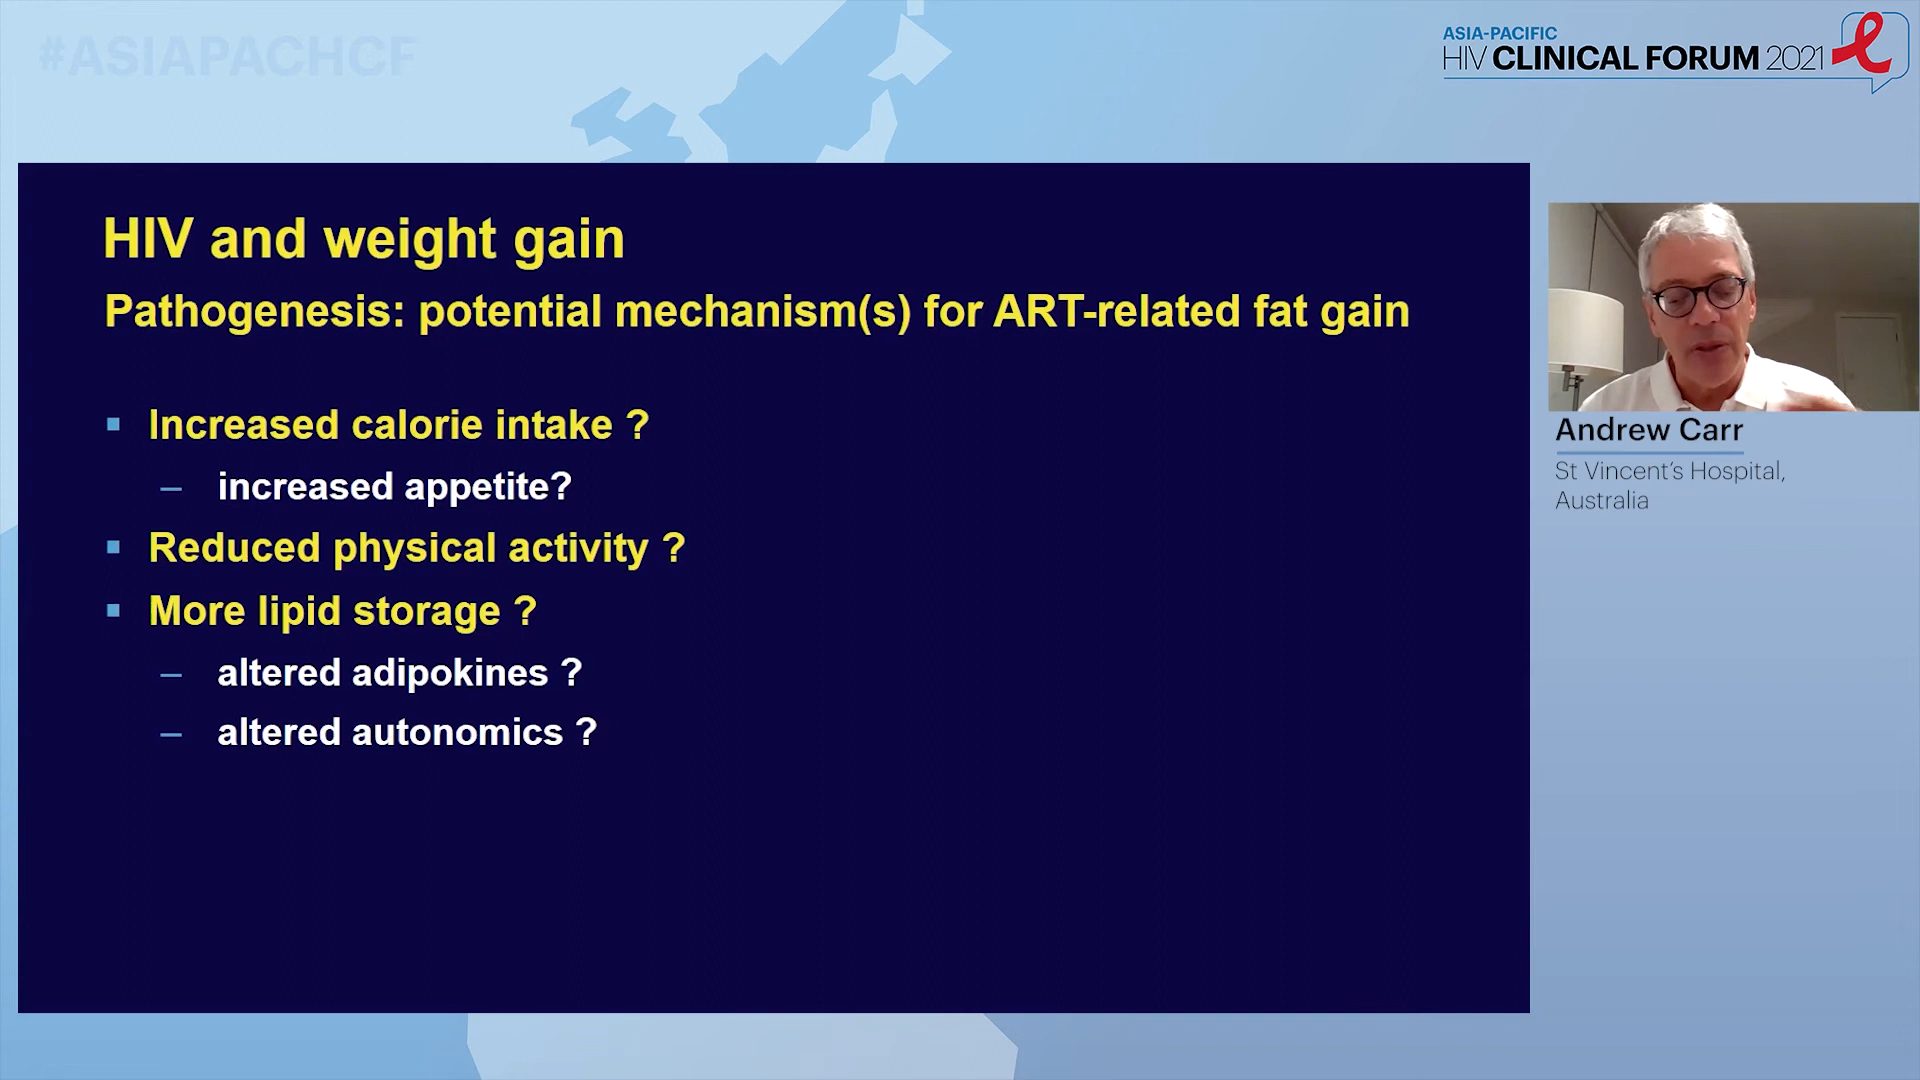 #ASIAPACHCF
ASIA-PACIFIC
HIV CLINICAL FORUM 2021
HIV and weight gain
Pathogenesis: potential mechanism(s) for ART-related fat gain
Increased calorie intake ?
– increased appetite?
Reduced physical activity ?
More lipid storage ?
– altered adipokines ?
– altered autonomics ?
Andrew Carr
St Vincent's Hospital,
Australia